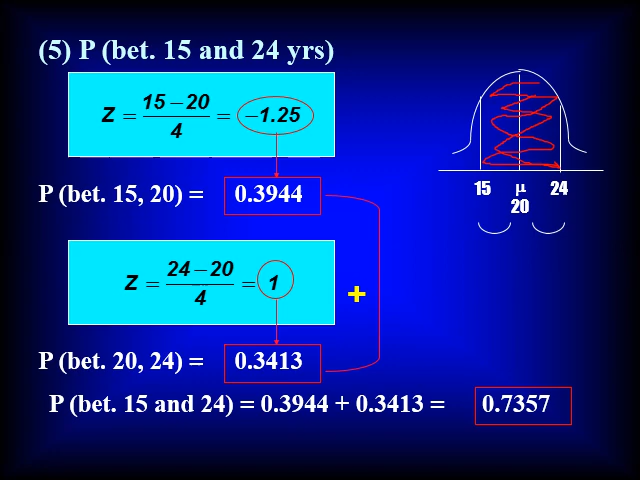 (5) P (bet. 15 and 24 yrs)
Z = 15 – 20 / 4 = –1.25
P (bet. 15, 20) = 0.3944
15 μ 24
20
Z = 24 – 20 / 4 = 1
+
P (bet. 20, 24) = 0.3413
P (bet. 15 and 24) = 0.3944 + 0.3413 = 0.7357